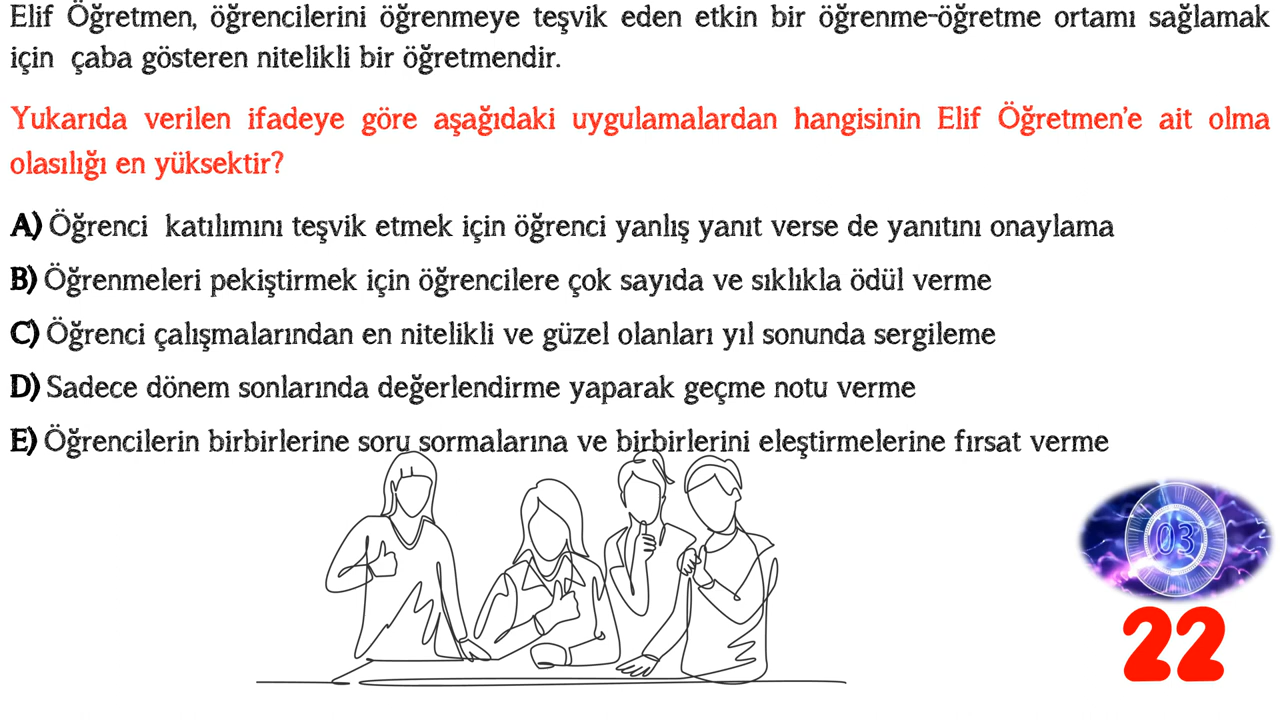 Elif Öğretmen, öğrencilerini öğrenmeye teşvik eden etkin bir öğrenme-öğretme ortamı sağlamak
için çaba gösteren nitelikli bir öğretmendir.
Yukarıda verilen ifadeye göre aşağıdaki uygulamalardan hangisinin Elif Öğretmen'e ait olma
olasılığı en yüksektir?
A) Öğrenci katılımını teşvik etmek için öğrenci yanlış yanıt verse de yanıtını onaylama
B) Öğrenmeleri pekiştirmek için öğrencilere çok sayıda ve sıklıkla ödül verme
C) Öğrenci çalışmalarından en nitelikli ve güzel olanları yıl sonunda sergileme
D) Sadece dönem sonlarında değerlendirme yaparak geçme notu verme
E) Öğrencilerin birbirlerine soru sormalarına ve birbirlerini eleştirmelerine fırsat verme
03
22